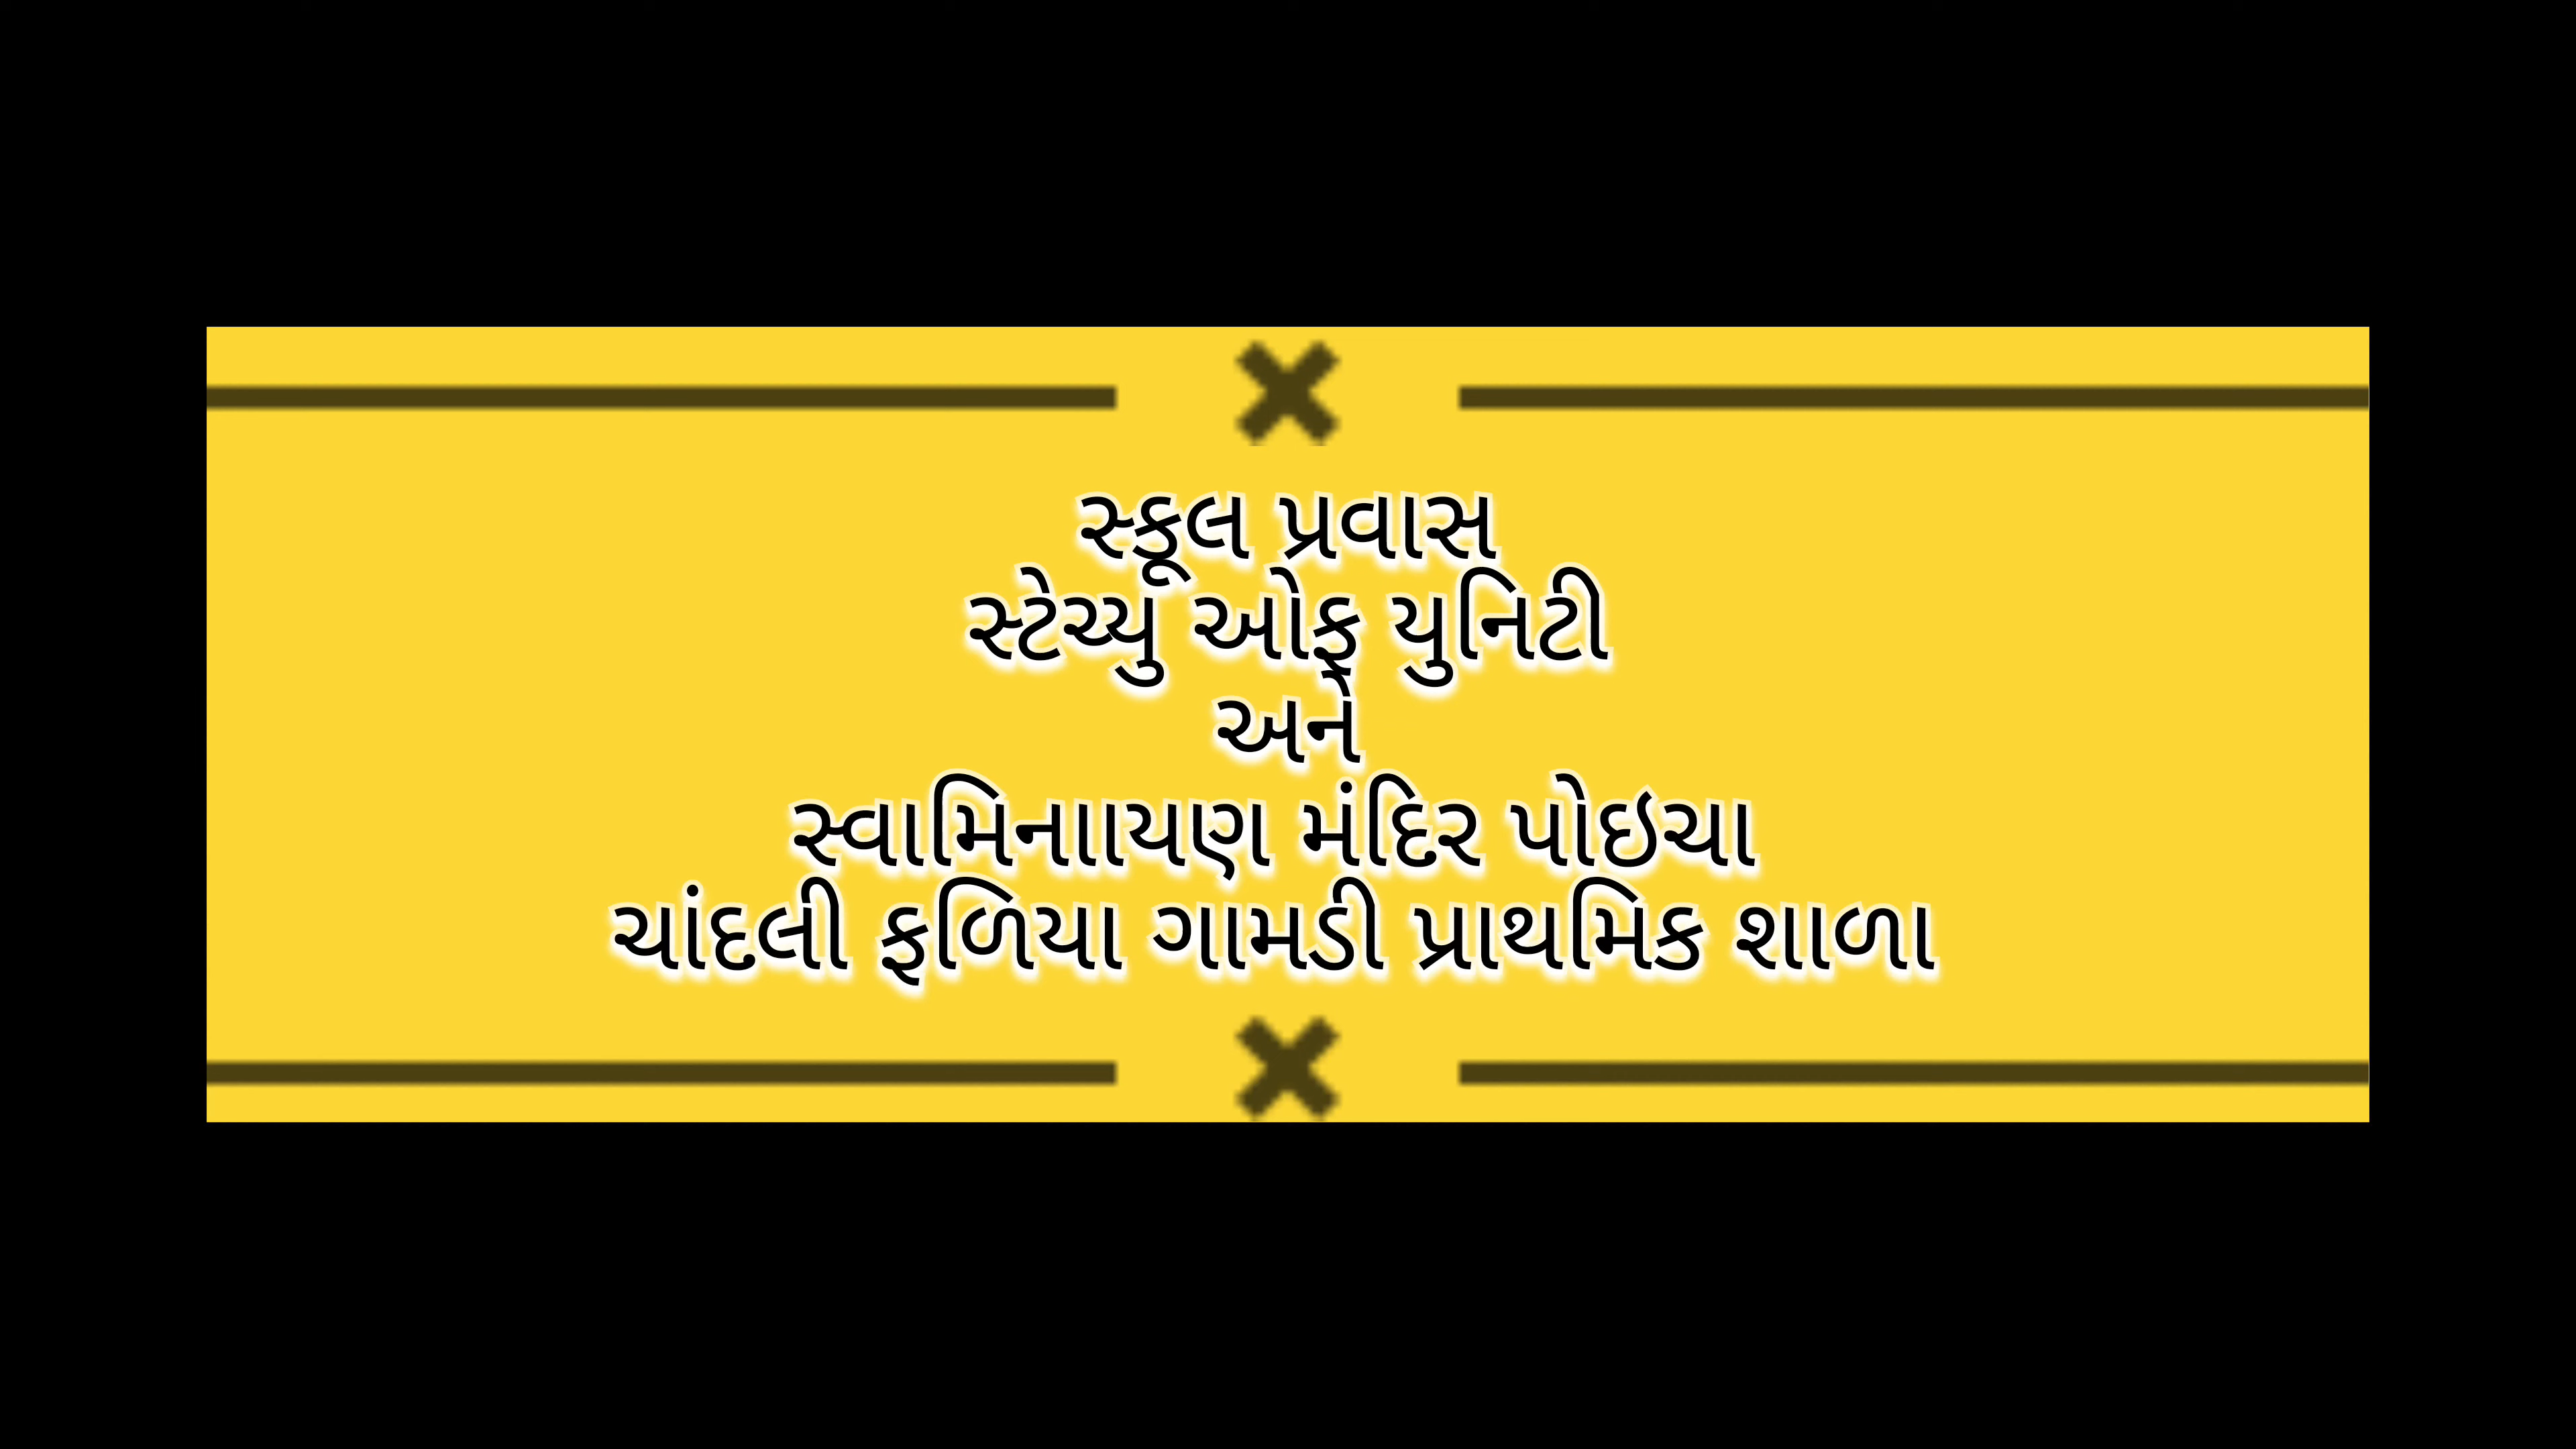 સ્કૂલ પ્રવાસ
સ્ટેચ્યુ ઓફ યુનિટી
અને
સ્વામિનાાયણ મંદિર પોઇચા
ચાંદલી ફળિયા ગામડી પ્રાથમિક શાળા